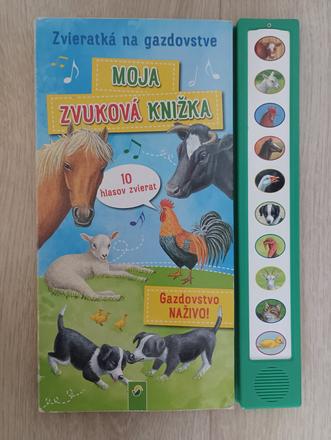 Zvieratká na gazdovstve
MOJA
ZVUKOVÁ KNIŽKA
10
hlasov zvierat
Gazdovstvo
NAŽIVO!